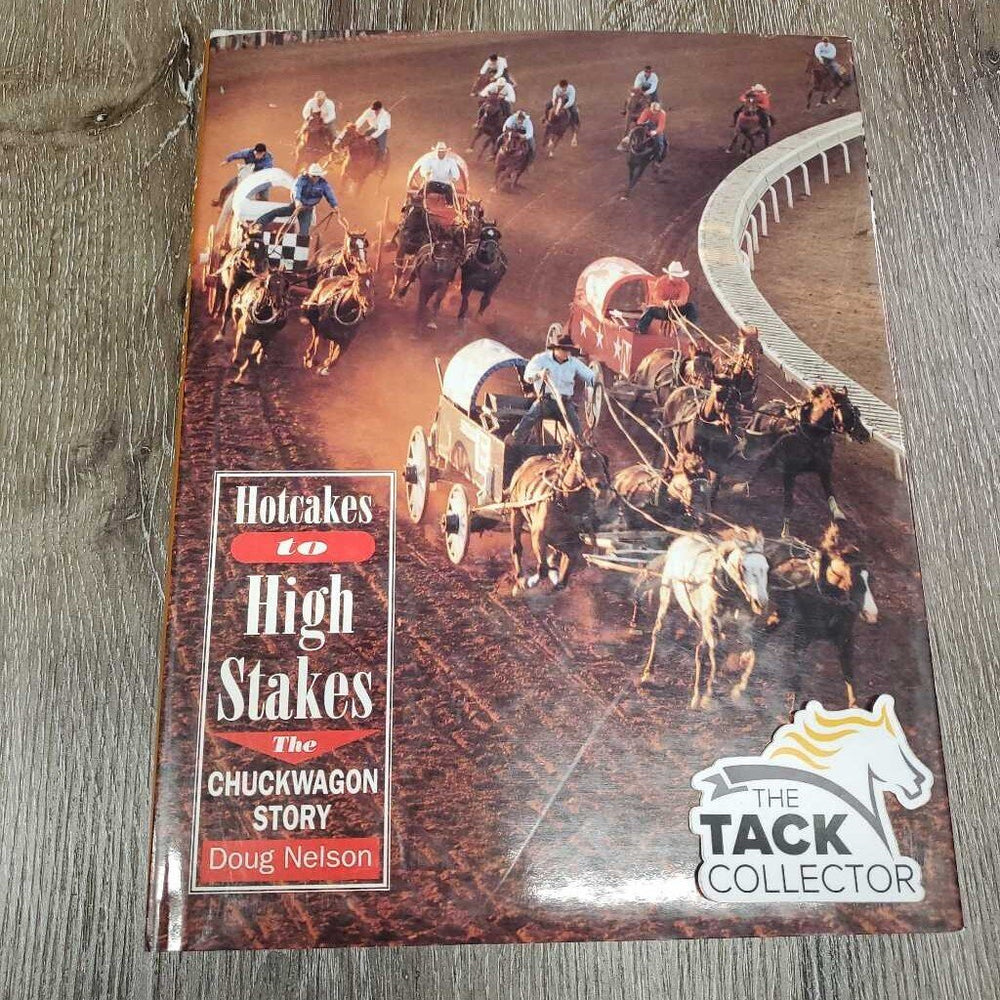 Hotcakes
to
High
Stakes
The
CHUCKWAGON
STORY
Doug Nelson
THE
TACK
COLLECTOR